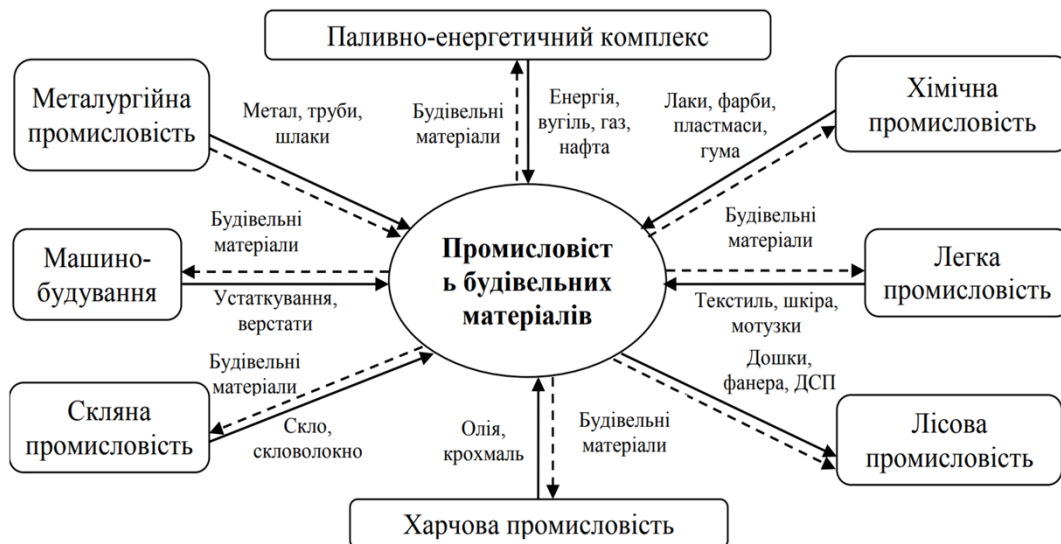 Паливно-енергетичний комплекс
Металургійна
промисловість
Метал, труби,
шлаки
Будівельні
матеріали
Енергія,
вугіль, газ,
нафта
Лаки, фарби,
пластмаси,
гума
Хімічна
промисловість
Будівельні
матеріали
Будівельні
матеріали
Машино-
будування
Устаткування,
верстати
Промисловіст
ь будівельних
матеріалів
Легка
промисловість
Текстиль, шкіра,
мотузки
Будівельні
матеріали
Дошки,
фанера, ДСП
Скляна
промисловість
Скло,
скловолокно
Олія,
крохмаль
Будівельні
матеріали
Лісова
промисловість
Харчова промисловість